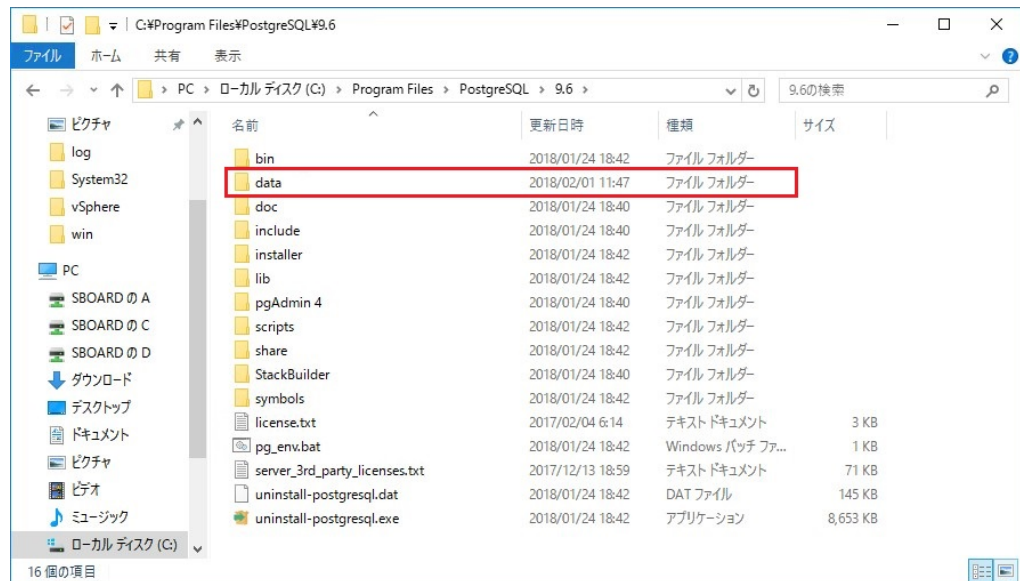 C:¥Program Files¥PostgreSQL¥9.6
ファイル ホーム 共有 表示
PC > ローカル ディスク (C:) > Program Files > PostgreSQL > 9.6 > 9.6の検索
ピクチャ
log
System32
vSphere
win
PC
SBOARD の A
SBOARD の C
SBOARD の D
ダウンロード
デスクトップ
ドキュメント
ピクチャ
ビデオ
ミュージック
ローカル ディスク (C:)
名前 更新日時 種類 サイズ
bin 2018/01/24 18:42 ファイル フォルダー
data 2018/02/01 11:47 ファイル フォルダー
doc 2018/01/24 18:40 ファイル フォルダー
include 2018/01/24 18:40 ファイル フォルダー
installer 2018/01/24 18:42 ファイル フォルダー
lib 2018/01/24 18:42 ファイル フォルダー
pgAdmin 4 2018/01/24 18:40 ファイル フォルダー
scripts 2018/01/24 18:42 ファイル フォルダー
share 2018/01/24 18:42 ファイル フォルダー
StackBuilder 2018/01/24 18:40 ファイル フォルダー
symbols 2018/01/24 18:42 ファイル フォルダー
license.txt 2017/02/04 6:14 テキスト ドキュメント 3 KB
pg_env.bat 2018/01/24 18:42 Windows バッチ ファ... 1 KB
server_3rd_party_licenses.txt 2017/12/13 18:59 テキスト ドキュメント 71 KB
uninstall-postgresql.dat 2018/01/24 18:42 DAT ファイル 145 KB
uninstall-postgresql.exe 2018/01/24 18:42 アプリケーション 8,653 KB
16 個の項目